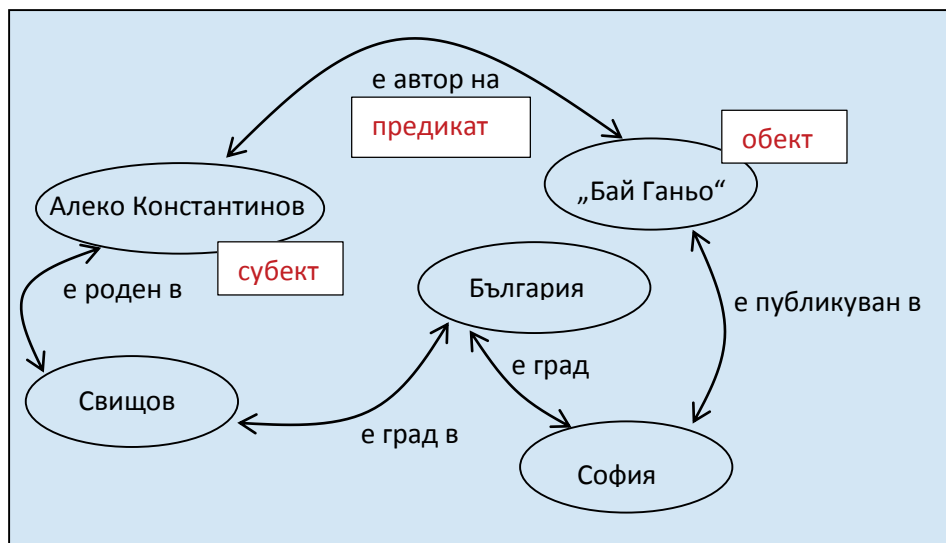 е автор на
предикат
обект
„Бай Ганьо“
Алеко Константинов
субект
е роден в
България
е публикуван в
е град
Свищов
е град в
София